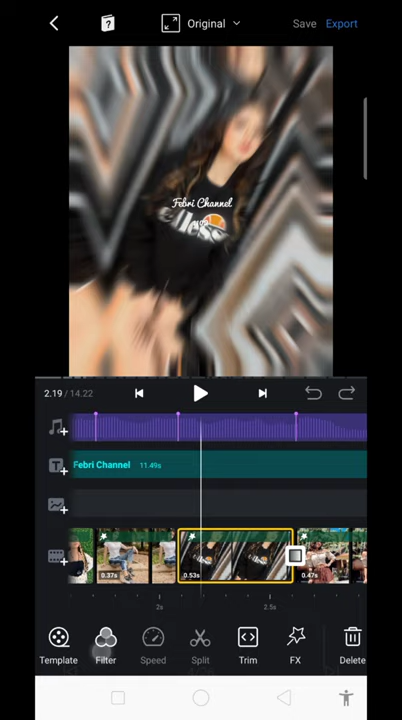 Original
Save
Export
Febri Channel
ellesse
2.19 / 14.22
Febri Channel 11.49s
0.37s
0.53s
0.47s
2s
2.5s
Template
Filter
Speed
Split
Trim
FX
Delete